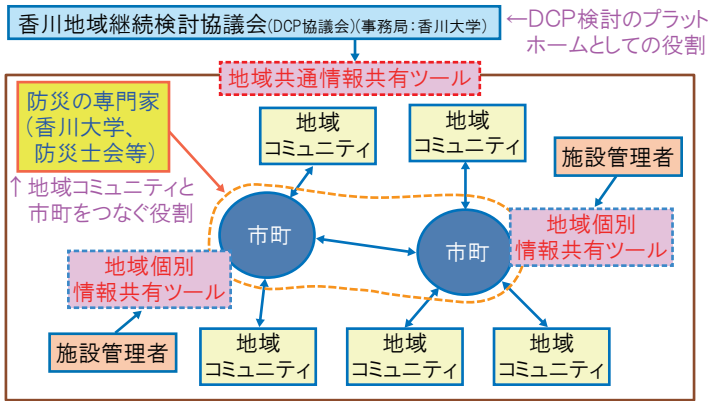 香川地域継続検討協議会(DCP協議会)(事務局：香川大学)
←DCP検討のプラット
ホームとしての役割
地域共通情報共有ツール
防災の専門家
(香川大学、
防災士会等)
↑地域コミュニティと
市町をつなぐ役割
地域
コミュニティ
地域
コミュニティ
施設管理者
市町
市町
地域個別
情報共有ツール
地域個別
情報共有ツール
施設管理者
地域
コミュニティ
地域
コミュニティ
地域
コミュニティ